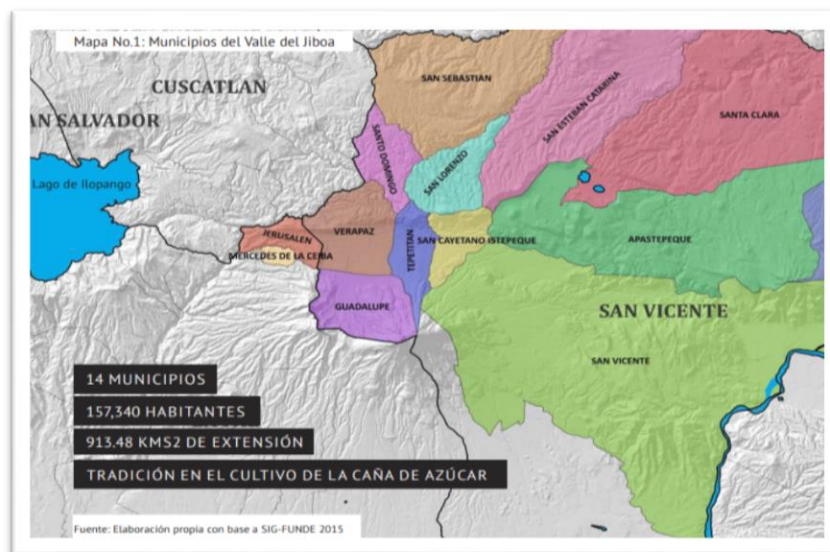 Mapa No.1: Municipios del Valle del Jiboa
CUSCATLAN
SAN SEBASTIAN
SAN ESTEBAN CATARINA
SANTA CLARA
AN SALVADOR
SANTO DOMINGO
SAN LORENZO
Lago de Ilopango
JERUSALEN
VERAPAZ
TEPETITAN
SAN CAYETANO ISTEPEQUE
APASTEPEQUE
MERCEDES DE LA CEIBA
GUADALUPE
SAN VICENTE
SAN VICENTE
14 MUNICIPIOS
157,340 HABITANTES
913.48 KMS2 DE EXTENSIÓN
TRADICIÓN EN EL CULTIVO DE LA CAÑA DE AZÚCAR
Fuente: Elaboración propia con base a SIG-FUNDE 2015